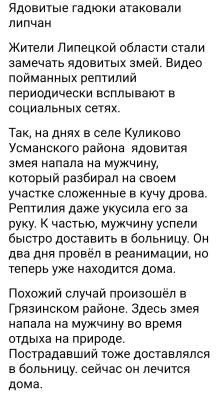 Ядовитые гадюки атаковали
липчан
Жители Липецкой области стали
замечать ядовитых змей. Видео
пойманных рептилий
периодически всплывают в
социальных сетях.
Так, на днях в селе Куликово
Усманского района  ядовитая
змея напала на мужчину,
который разбирал на своем
участке сложенные в кучу дрова.
Рептилия даже укусила его за
руку. К частью, мужчину успели
быстро доставить в больницу. Он
два дня провёл в реанимации, но
теперь уже находится дома.
Похожий случай произошёл в
Грязинском районе. Здесь змея
напала на мужчину во время
отдыха на природе.
Пострадавший тоже доставлялся
в больницу. сейчас он лечится
дома.